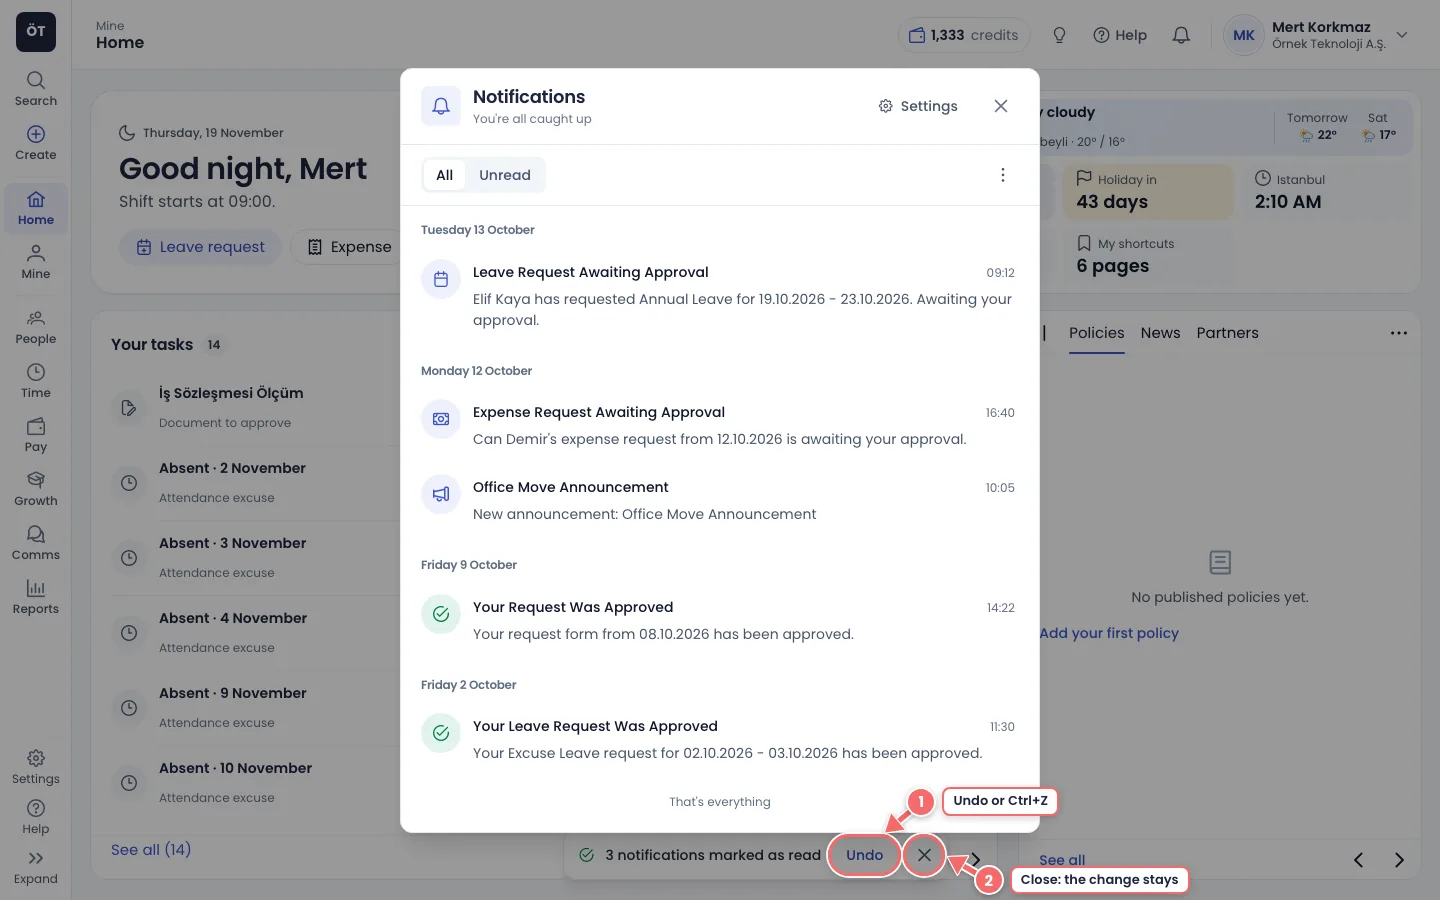 ÖT
Search
Create
Home
Mine
People
Time
Pay
Growth
Comms
Reports
Settings
Help
Expand
Mine
Home
1,333 credits
Help
MK
Mert Korkmaz
Örnek Teknoloji A.Ş.
Thursday, 19 November
Good night, Mert
Shift starts at 09:00.
Leave request
Expense
Your tasks 14
İş Sözleşmesi Ölçüm
Document to approve
Absent · 2 November
Attendance excuse
Absent · 3 November
Attendance excuse
Absent · 4 November
Attendance excuse
Absent · 9 November
Attendance excuse
Absent · 10 November
Attendance excuse
See all (14)
Notifications
You're all caught up
Settings
All
Unread
Tuesday 13 October
Leave Request Awaiting Approval 09:12
Elif Kaya has requested Annual Leave for 19.10.2026 - 23.10.2026. Awaiting your
approval.
Monday 12 October
Expense Request Awaiting Approval 16:40
Can Demir's expense request from 12.10.2026 is awaiting your approval.
Office Move Announcement 10:05
New announcement: Office Move Announcement
Friday 9 October
Your Request Was Approved 14:22
Your request form from 08.10.2026 has been approved.
Friday 2 October
Your Leave Request Was Approved 11:30
Your Excuse Leave request for 02.10.2026 - 03.10.2026 has been approved.
That's everything
1 Undo or Ctrl+Z
3 notifications marked as read Undo
2 Close: the change stays
y cloudy
beyli · 20° / 16°
Tomorrow
22°
Sat
17°
Holiday in
43 days
Istanbul
2:10 AM
My shortcuts
6 pages
Policies News Partners
No published policies yet.
Add your first policy
See all